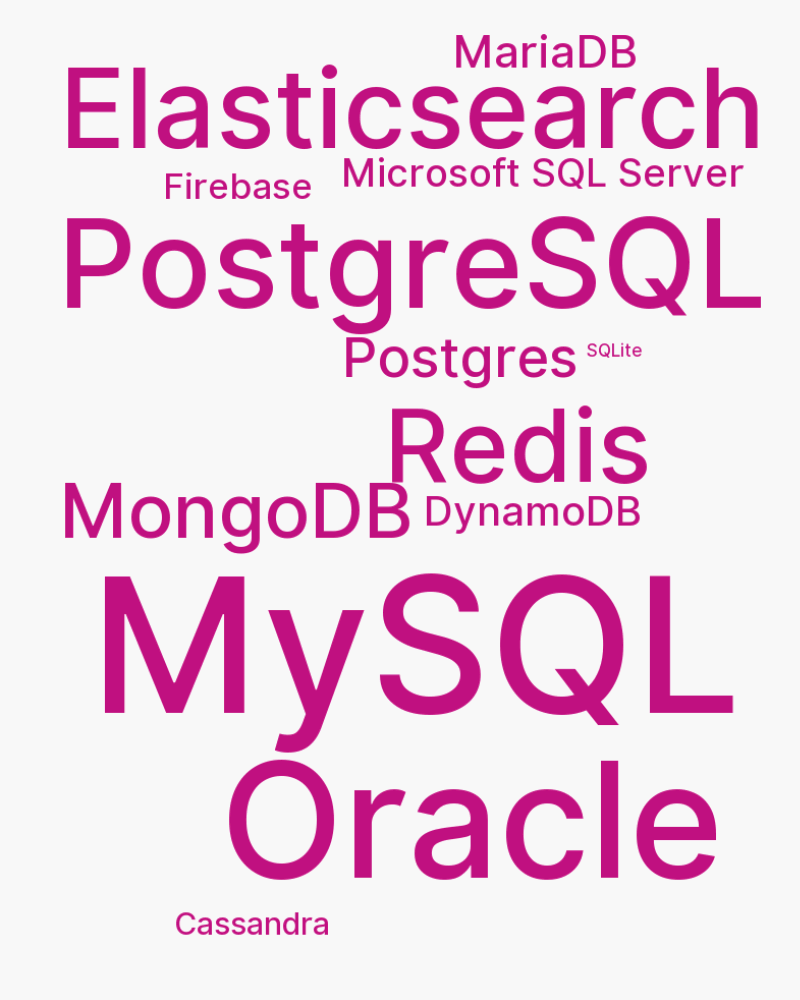 MariaDB
Elasticsearch
Firebase Microsoft SQL Server
PostgreSQL
Postgres SQLite
Redis
MongoDB DynamoDB
MySQL
Oracle
Cassandra